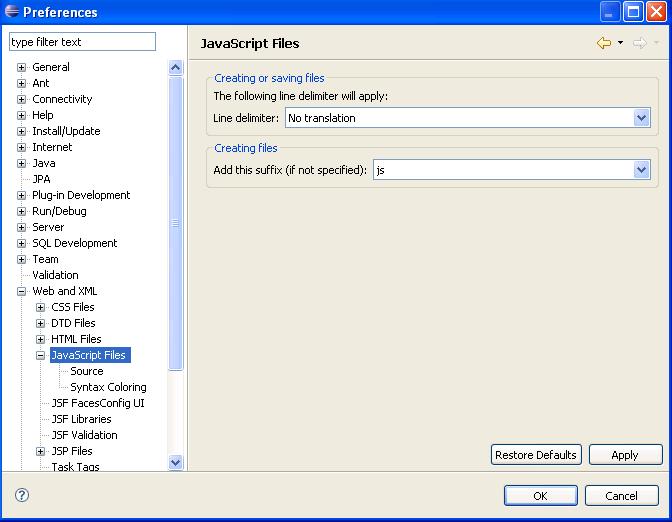 Preferences
type filter text
General
Ant
Connectivity
Help
Install/Update
Internet
Java
JPA
Plug-in Development
Run/Debug
Server
SQL Development
Team
Validation
Web and XML
CSS Files
DTD Files
HTML Files
JavaScript Files
Source
Syntax Coloring
JSF FacesConfig UI
JSF Libraries
JSF Validation
JSP Files
Task Tags
JavaScript Files
Creating or saving files
The following line delimiter will apply:
Line delimiter: No translation
Creating files
Add this suffix (if not specified): js
Restore Defaults Apply
? OK Cancel